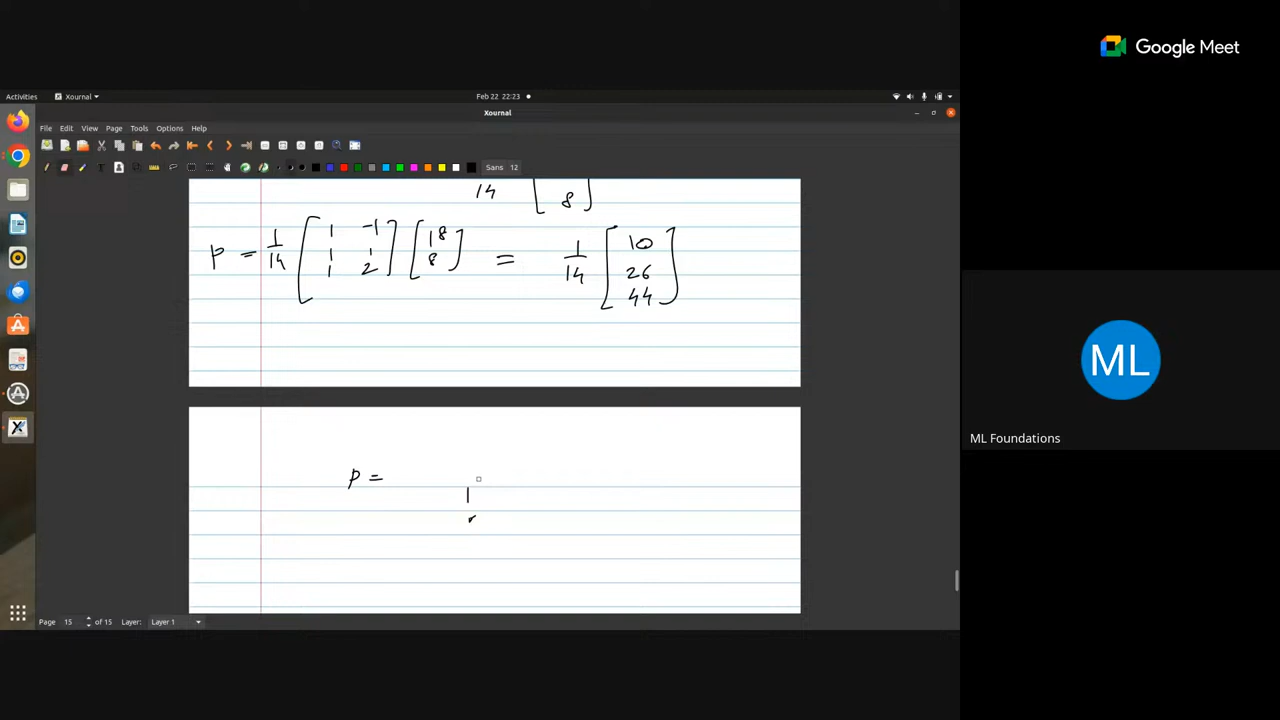 Google Meet
Activities Xournal Feb 22 22:23
Xournal
File Edit View Page Tools Options Help
Sans 12
14 [ 8 ]
P = 1/14 [ 1 -1 1 1 1 2 ] [ 18 8 ] = 1/14 [ 10 26 44 ]
P =
1
ML
ML Foundations
Page 15 of 15 Layer: Layer 1